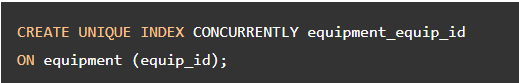 CREATE UNIQUE INDEX CONCURRENTLY equipment_equip_id
ON equipment (equip_id);